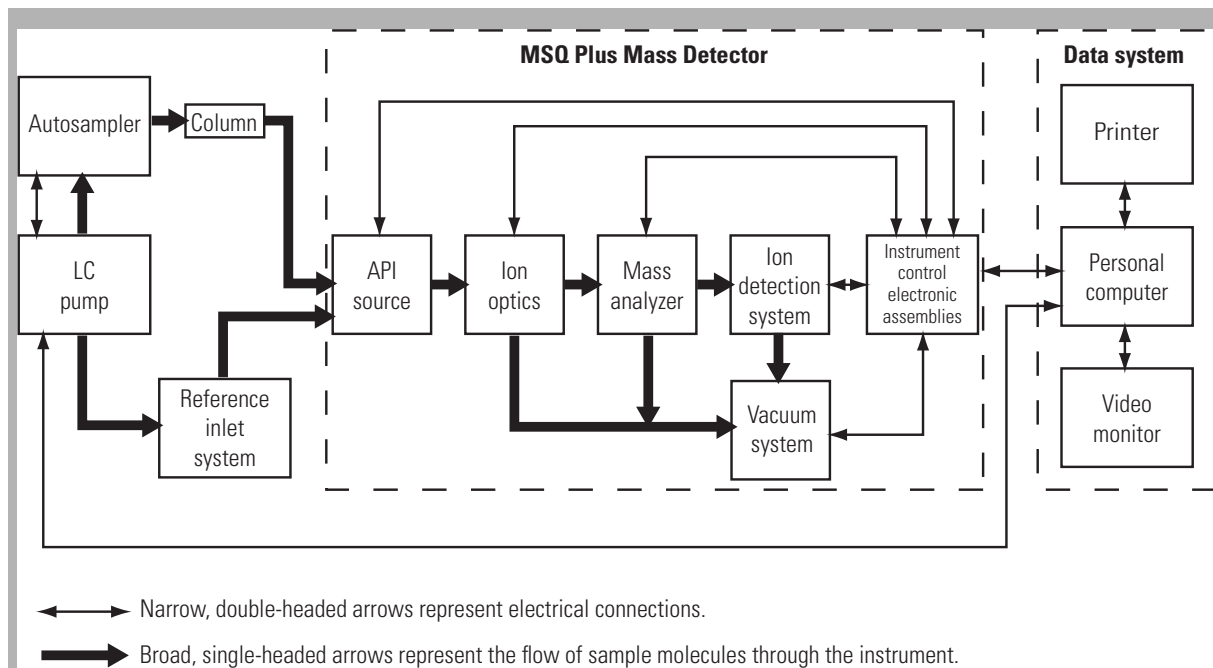 MSQ Plus Mass Detector
Data system
Autosampler
Column
Printer
LC
pump
API
source
Ion
optics
Mass
analyzer
Ion
detection
system
Instrument
control
electronic
assemblies
Personal
computer
Reference
inlet
system
Vacuum
system
Video
monitor
Narrow, double-headed arrows represent electrical connections.
Broad, single-headed arrows represent the flow of sample molecules through the instrument.